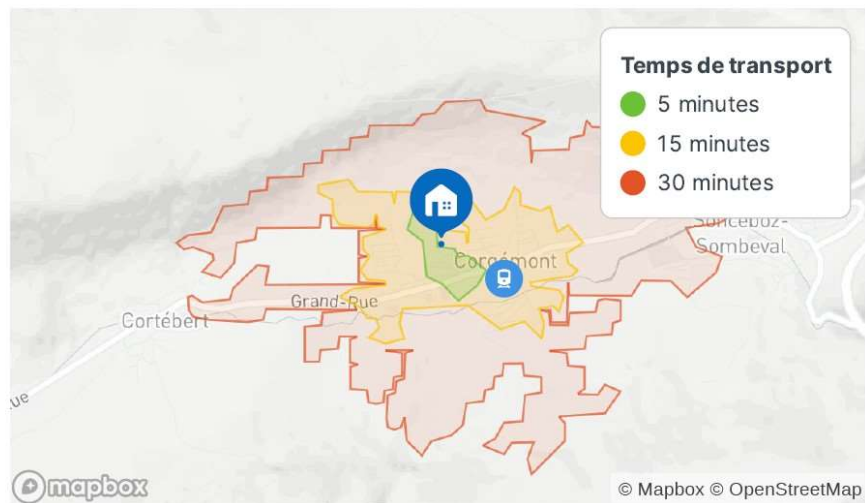 Temps de transport
5 minutes
15 minutes
30 minutes
Sonceboz-
Sombeval
Corgémont
Grand-Rue
Cortébert
mapbox
© Mapbox © OpenStreetMap